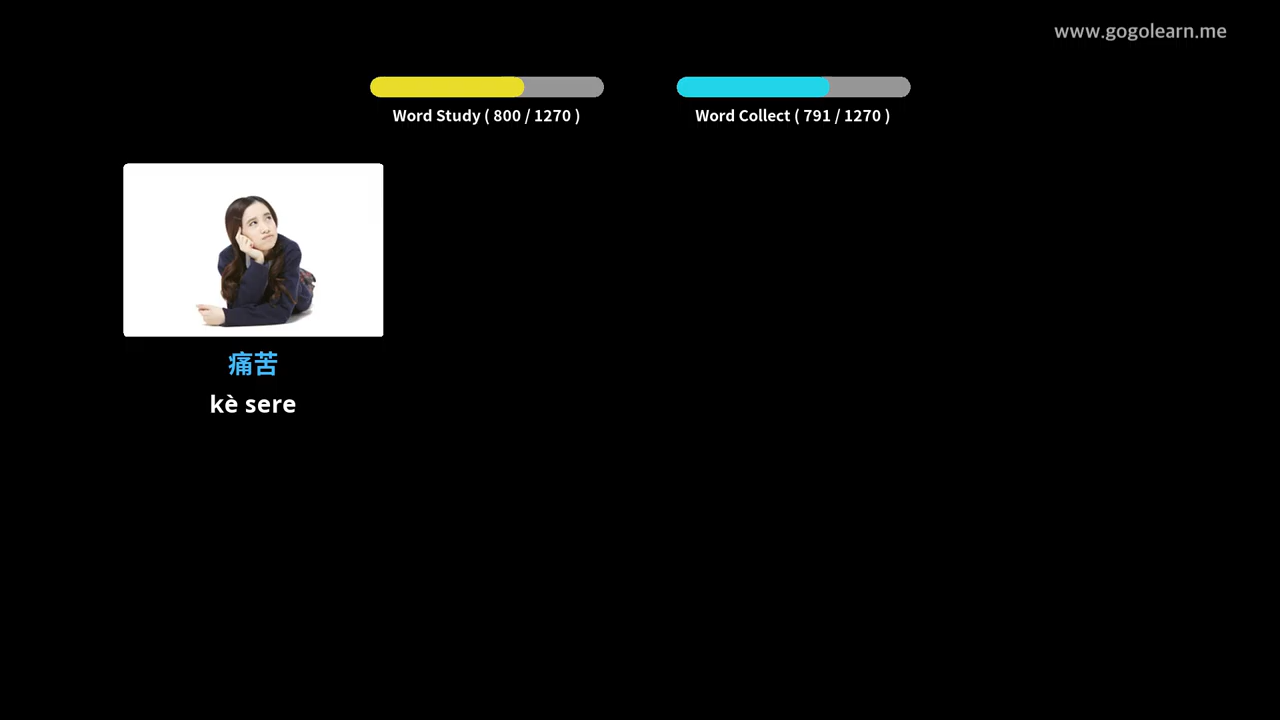 www.gogolearn.me
Word Study ( 800 / 1270 )
Word Collect ( 791 / 1270 )
痛苦
kè sere